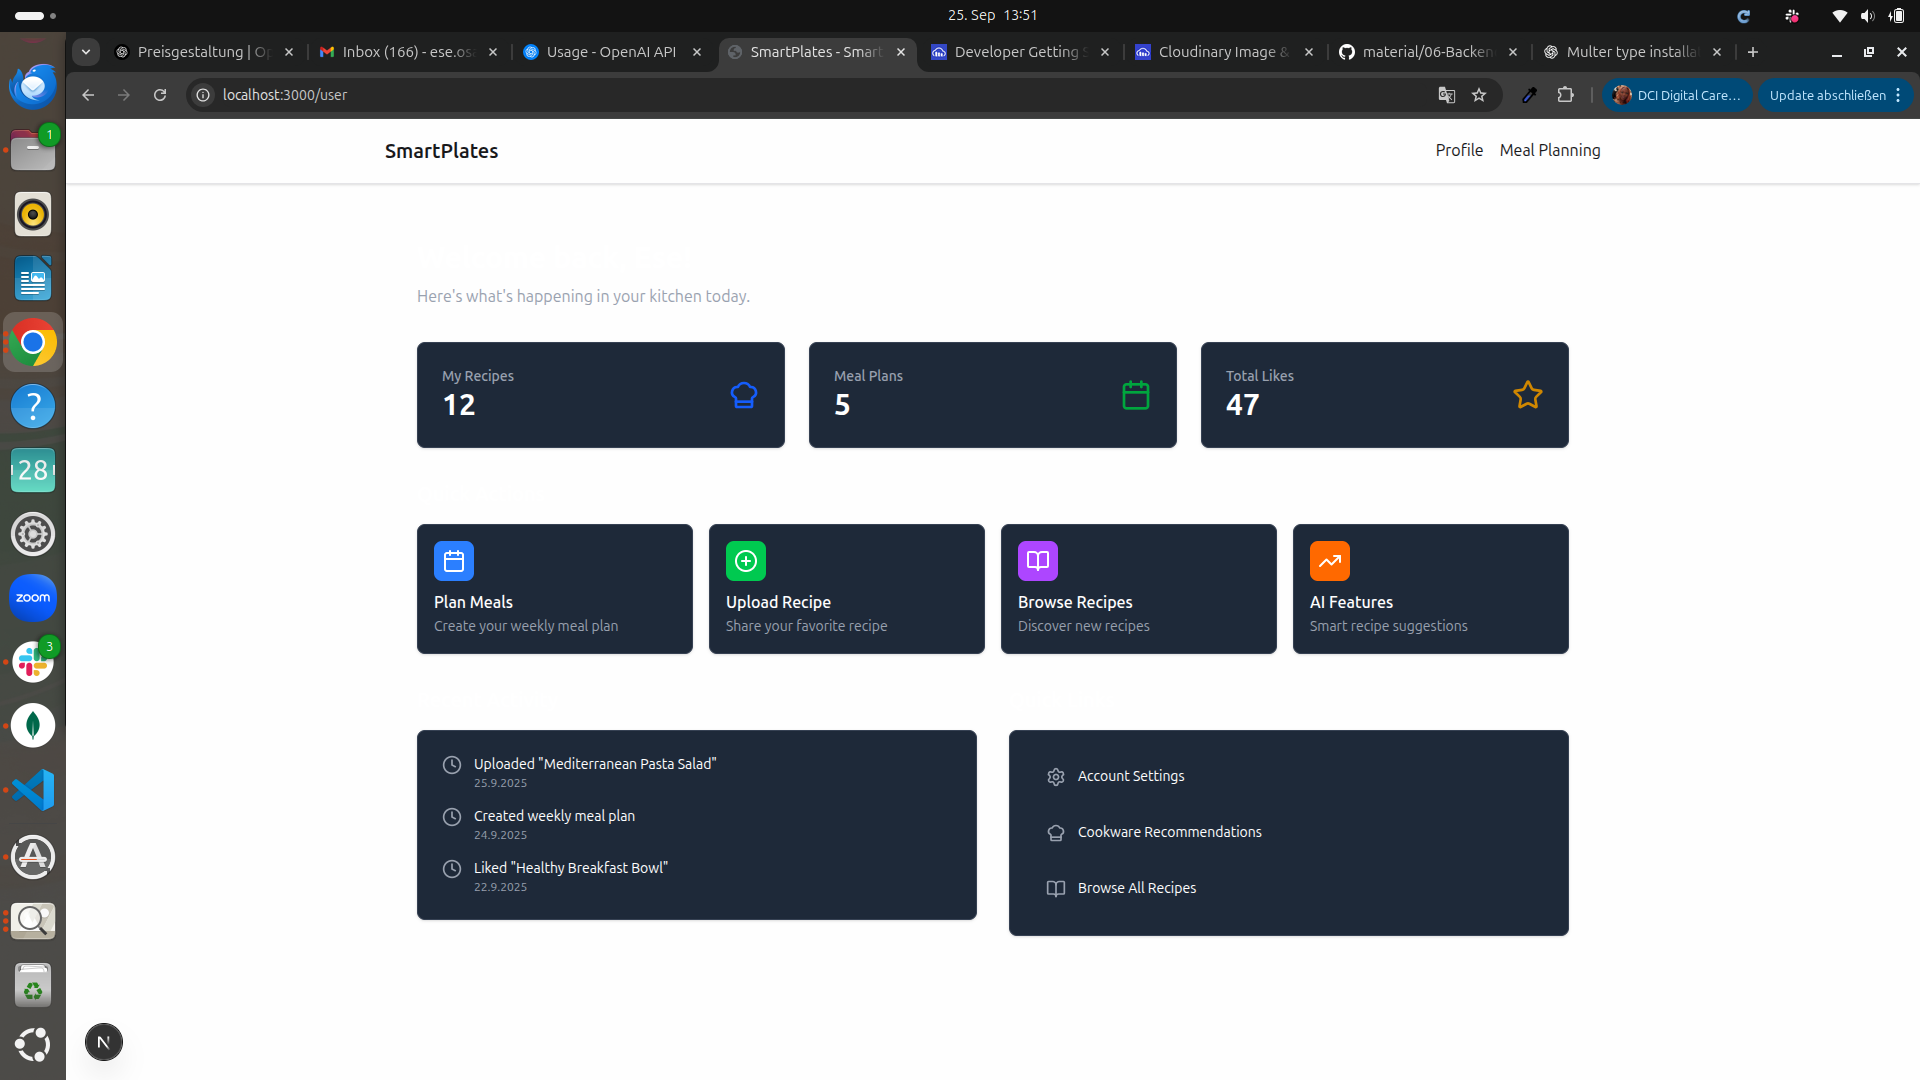 25. Sep 13:51
Preisgestaltung | Op
Inbox (166) - ese.osa
Usage - OpenAI API
SmartPlates - Smart
Developer Getting S
Cloudinary Image &
material/06-Backen
Multer type installa
localhost:3000/user
DCI Digital Care...
Update abschließen
SmartPlates
Profile
Meal Planning
Here's what's happening in your kitchen today.
My Recipes
12
Meal Plans
5
Total Likes
47
Plan Meals
Create your weekly meal plan
Upload Recipe
Share your favorite recipe
Browse Recipes
Discover new recipes
AI Features
Smart recipe suggestions
Uploaded "Mediterranean Pasta Salad"
25.9.2025
Created weekly meal plan
24.9.2025
Liked "Healthy Breakfast Bowl"
22.9.2025
Account Settings
Cookware Recommendations
Browse All Recipes
1
28
zoom
3
N